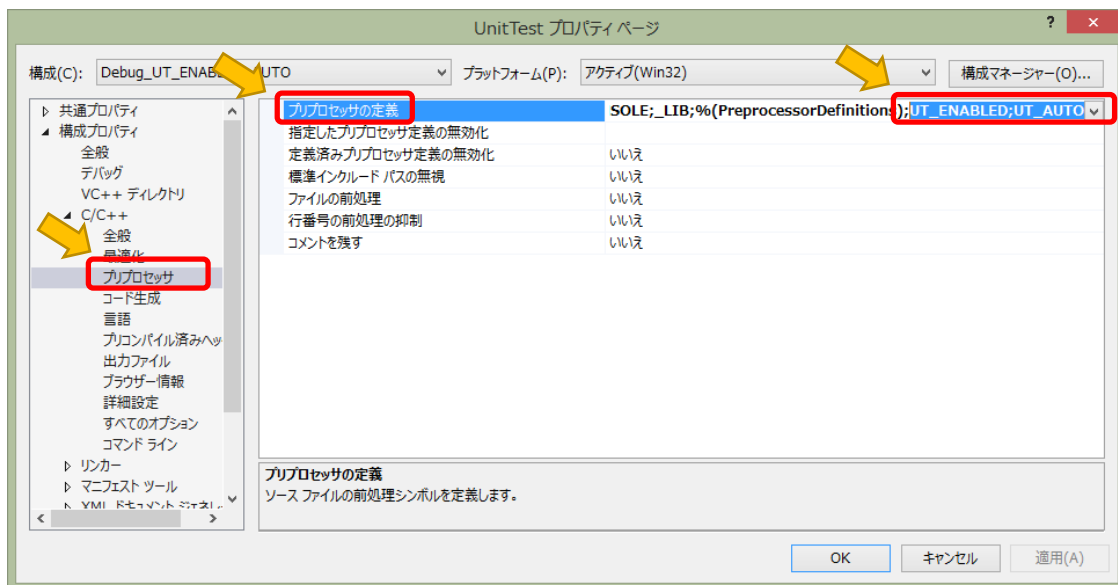 UnitTest プロパティ ページ
? ×
構成(C): Debug_UT_ENABL UTO プラットフォーム(P): アクティブ(Win32) 構成マネージャー(O)...
共通プロパティ
構成プロパティ
全般
デバッグ
VC++ ディレクトリ
C/C++
全般
最適化
プリプロセッサ
コード生成
言語
プリコンパイル済みヘッ
出力ファイル
ブラウザー情報
詳細設定
すべてのオプション
コマンド ライン
リンカー
マニフェスト ツール
XML ドキュメント ジェネレ
プリプロセッサの定義 SOLE;_LIB;%(PreprocessorDefinitions);UT_ENABLED;UT_AUTO
指定したプリプロセッサ定義の無効化
定義済みプリプロセッサ定義の無効化 いいえ
標準インクルード パスの無視 いいえ
ファイルの前処理 いいえ
行番号の前処理の抑制 いいえ
コメントを残す いいえ
プリプロセッサの定義
ソース ファイルの前処理シンボルを定義します。
OK キャンセル 適用(A)